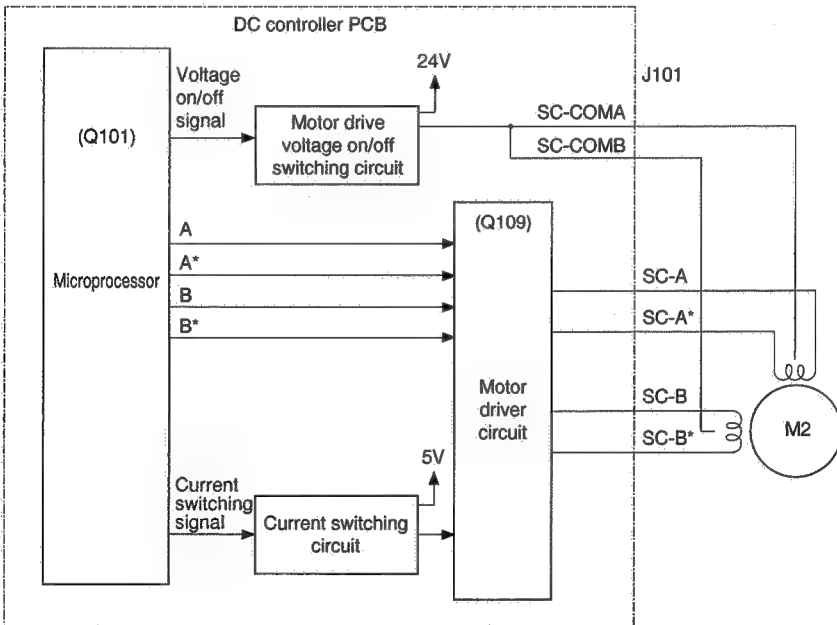 DC controller PCB
24V
J101
Voltage
on/off
signal
(Q101)
Motor drive
voltage on/off
switching circuit
SC-COMA
SC-COMB
(Q109)
A
A*
B
B*
Microprocessor
SC-A
SC-A*
SC-B
SC-B*
Motor
driver
circuit
M2
5V
Current
switching
signal
Current switching
circuit